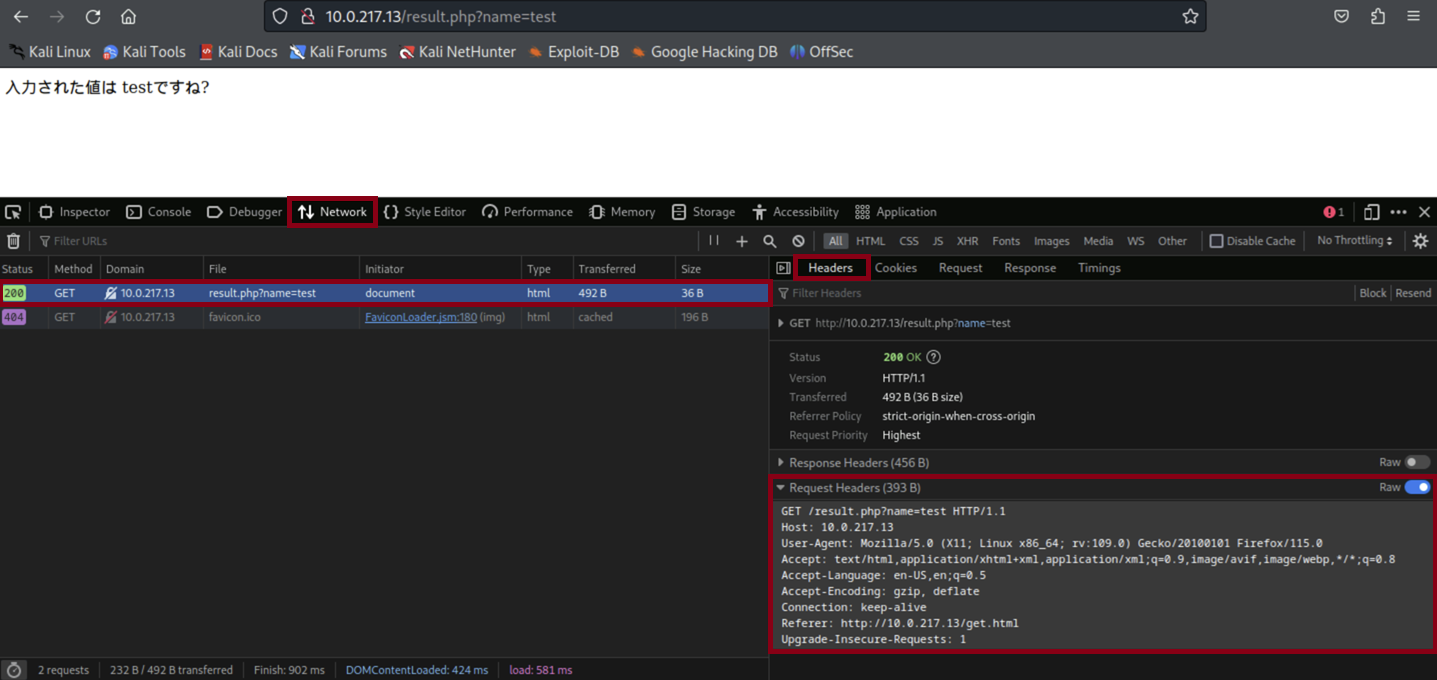 10.0.217.13/result.php?name=test
Kali Linux Kali Tools Kali Docs Kali Forums Kali NetHunter Exploit-DB Google Hacking DB OffSec
入力された値は testですね?
Inspector Console Debugger Network Style Editor Performance Memory Storage Accessibility Application 1
Filter URLs All HTML CSS JS XHR Fonts Images Media WS Other Disable Cache No Throttling
Status Method Domain File Initiator Type Transferred Size
200 GET 10.0.217.13 result.php?name=test document html 492 B 36 B
404 GET 10.0.217.13 favicon.ico FaviconLoader.jsm:180 (img) html cached 196 B
Headers Cookies Request Response Timings
Filter Headers Block Resend
GET http://10.0.217.13/result.php?name=test
Status 200 OK ?
Version HTTP/1.1
Transferred 492 B (36 B size)
Referrer Policy strict-origin-when-cross-origin
Request Priority Highest
Response Headers (456 B) Raw
Request Headers (393 B) Raw
GET /result.php?name=test HTTP/1.1
Host: 10.0.217.13
User-Agent: Mozilla/5.0 (X11; Linux x86_64; rv:109.0) Gecko/20100101 Firefox/115.0
Accept: text/html,application/xhtml+xml,application/xml;q=0.9,image/avif,image/webp,*/*;q=0.8
Accept-Language: en-US,en;q=0.5
Accept-Encoding: gzip, deflate
Connection: keep-alive
Referer: http://10.0.217.13/get.html
Upgrade-Insecure-Requests: 1
2 requests 232 B / 492 B transferred Finish: 902 ms DOMContentLoaded: 424 ms load: 581 ms